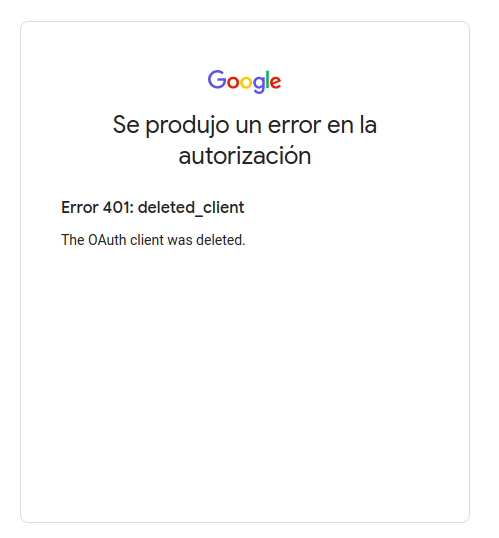 Google
Se produjo un error en la
autorización
Error 401: deleted_client
The OAuth client was deleted.